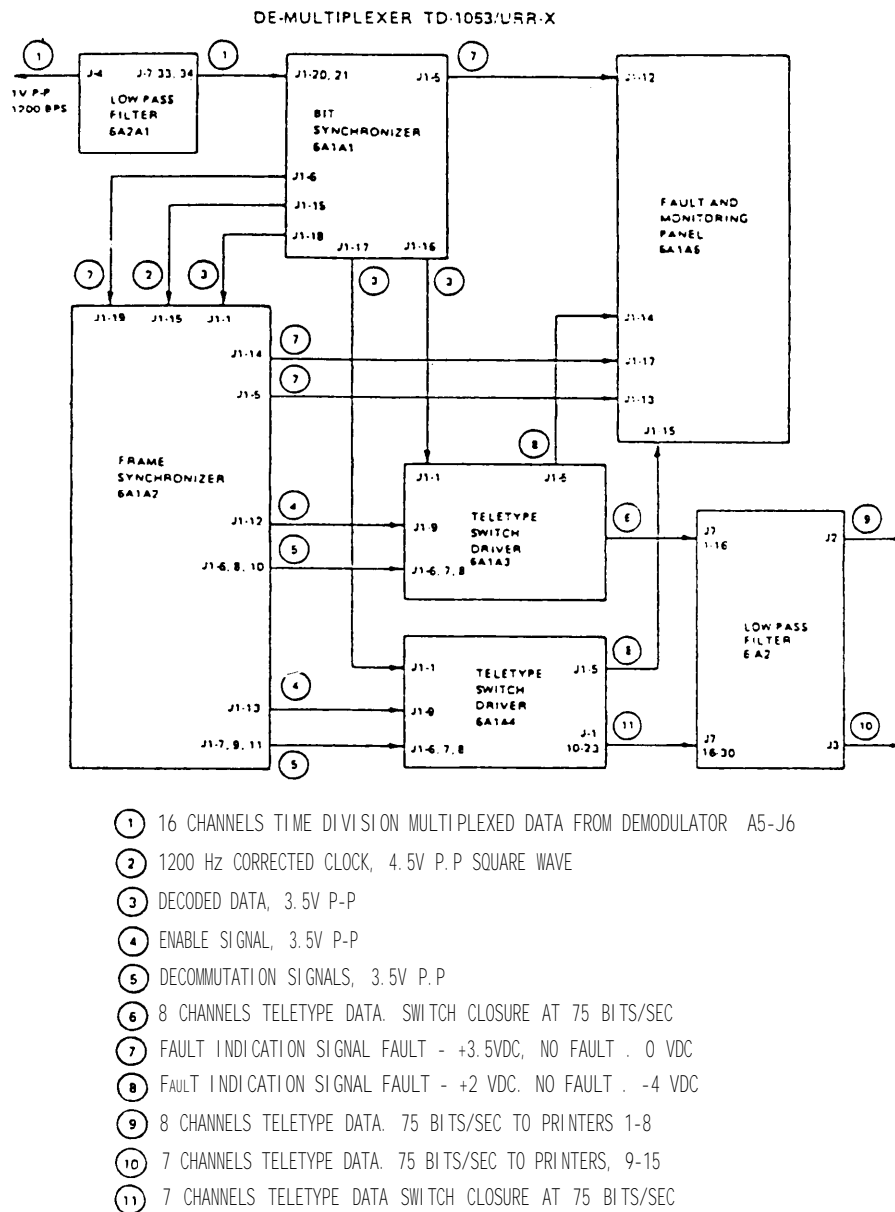 DE-MULTIPLEXER TD-1053/URR-X
1
1
7
J-4
J-7 33, 34
J1-20, 21
J1-5
J1-12
1V P-P
1200 BPS
LOW PASS
FILTER
6A2A1
BIT
SYNCHRONIZER
6A1A1
J1-6
J1-15
J1-18
J1-17
J1-16
FAULT AND
MONITORING
PANEL
6A1A6
7
2
3
3
3
J1-19
J1-15
J1-1
J1-14
J1-14
7
J1-17
J1-5
7
J1-13
J1-15
FRAME
SYNCHRONIZER
6A1A2
8
J1-1
J1-5
J1-12
4
J1-9
TELETYPE
SWITCH
DRIVER
6A1A3
6
J7
1-16
J2
9
J1-6, 8, 10
5
J1-6, 7, 8
LOW PASS
FILTER
6A2
J1-1
TELETYPE
SWITCH
DRIVER
6A1A4
J1-5
8
J1-13
4
J1-9
J1-7, 9, 11
5
J1-6, 7, 8
J-1
10-23
11
J7
16-30
J3
10
1 16 CHANNELS TIME DIVISION MULTIPLEXED DATA FROM DEMODULATOR A5-J6
2 1200 Hz CORRECTED CLOCK, 4.5V P.P SQUARE WAVE
3 DECODED DATA, 3.5V P-P
4 ENABLE SIGNAL, 3.5V P-P
5 DECOMMUTATION SIGNALS, 3.5V P.P
6 8 CHANNELS TELETYPE DATA. SWITCH CLOSURE AT 75 BITS/SEC
7 FAULT INDICATION SIGNAL FAULT - +3.5VDC, NO FAULT . 0 VDC
8 FAULT INDICATION SIGNAL FAULT - +2 VDC. NO FAULT . -4 VDC
9 8 CHANNELS TELETYPE DATA. 75 BITS/SEC TO PRINTERS 1-8
10 7 CHANNELS TELETYPE DATA. 75 BITS/SEC TO PRINTERS, 9-15
11 7 CHANNELS TELETYPE DATA SWITCH CLOSURE AT 75 BITS/SEC